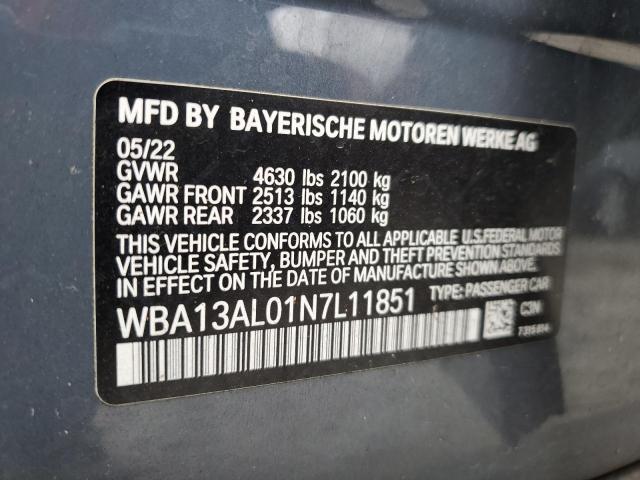 MFD BY BAYERISCHE MOTOREN WERKE AG
05/22
GVWR 4630 lbs 2100 kg
GAWR FRONT 2513 lbs 1140 kg
GAWR REAR 2337 lbs 1060 kg
THIS VEHICLE CONFORMS TO ALL APPLICABLE U.S.FEDERAL MOTOR
VEHICLE SAFETY, BUMPER AND THEFT PREVENTION STANDARDS
IN EFFECT ON THE DATE OF MANUFACTURE SHOWN ABOVE.
WBA13AL01N7L11851 TYPE: PASSENGER CAR
C3N